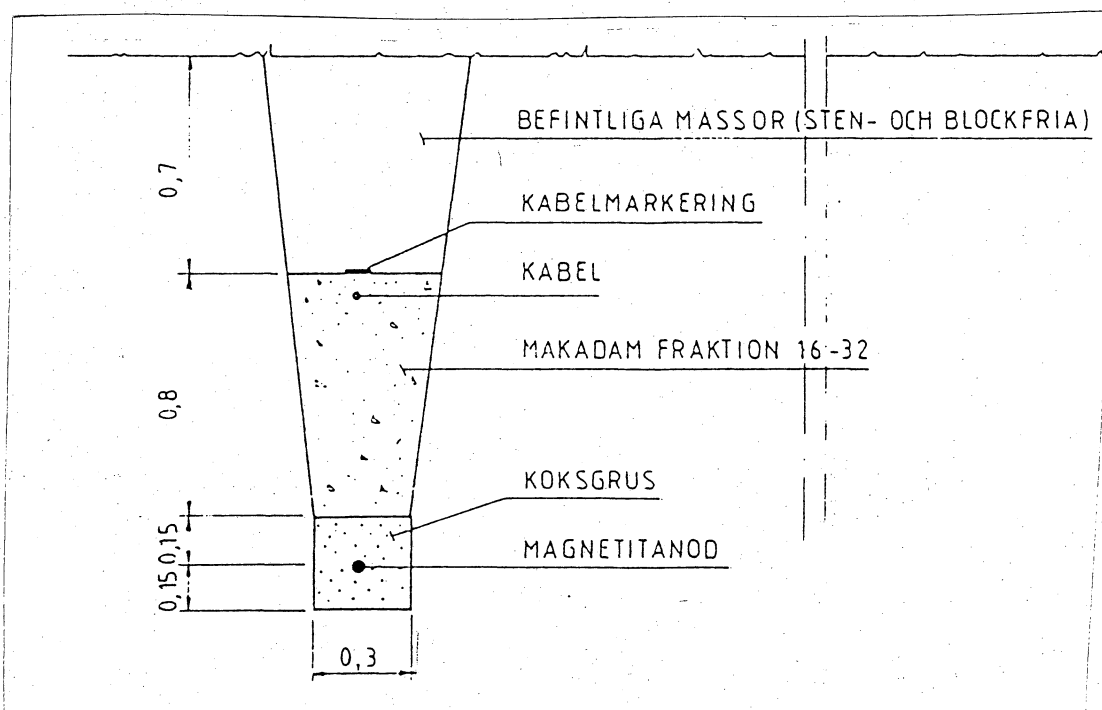 BEFINTLIGA MASSOR (STEN- OCH BLOCKFRIA)
0,7
KABELMARKERING
KABEL
MAKADAM FRAKTION 16-32
0,8
KOKSGRUS
0,15
MAGNETITANOD
0,15
0,3